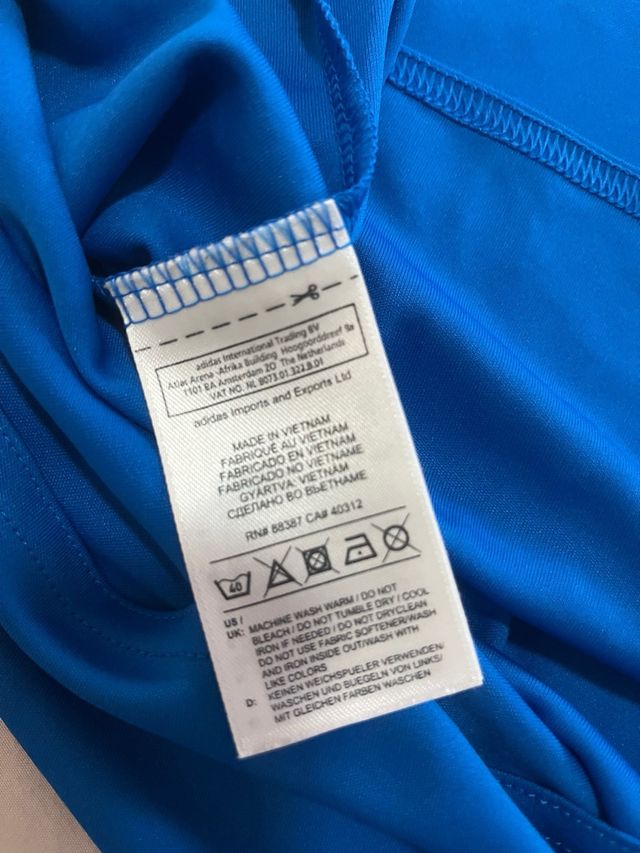 adidas International Trading BV
Atlas Arena -Afrika Building Hoogoorddreef 9a
1101 BA Amsterdam ZO The Netherlands
VAT NO. NL 8073.01.322.B.01
adidas Imports and Exports Ltd
MADE IN VIETNAM
FABRIQUÉ AU VIETNAM
FABRICADO EN VIETNAM
FABRICADO NO VIETNAME
GYÁRTVA: VIETNAM
СДЕЛАНО ВО ВЬЕТНАМЕ
RN# 88387 CA# 40312
40
US /
UK: MACHINE WASH WARM / DO NOT
BLEACH / DO NOT TUMBLE DRY / COOL
IRON IF NEEDED / DO NOT DRYCLEAN
DO NOT USE FABRIC SOFTENER/WASH
AND IRON INSIDE OUT/WASH WITH
LIKE COLORS
D: KEINEN WEICHSPUELER VERWENDEN/
WASCHEN UND BUEGELN VON LINKS/
MIT GLEICHEN FARBEN WASCHEN